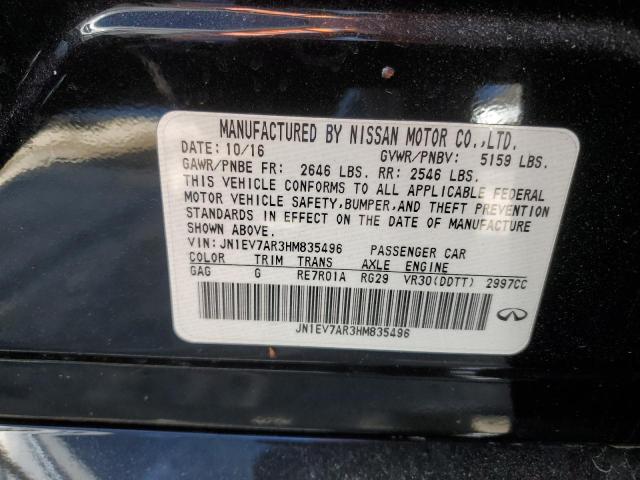 MANUFACTURED BY NISSAN MOTOR CO.,LTD.
DATE: 10/16 GVWR/PNBV: 5159 LBS.
GAWR/PNBE FR: 2646 LBS. RR: 2546 LBS.
THIS VEHICLE CONFORMS TO ALL APPLICABLE FEDERAL
MOTOR VEHICLE SAFETY,BUMPER,AND THEFT PREVENTION
STANDARDS IN EFFECT ON THE DATE OF MANUFACTURE
SHOWN ABOVE.
VIN: JN1EV7AR3HM835496 PASSENGER CAR
COLOR TRIM TRANS AXLE ENGINE
GAG G RE7R01A RG29 VR30(DDTT) 2997CC
JN1EV7AR3HM835496